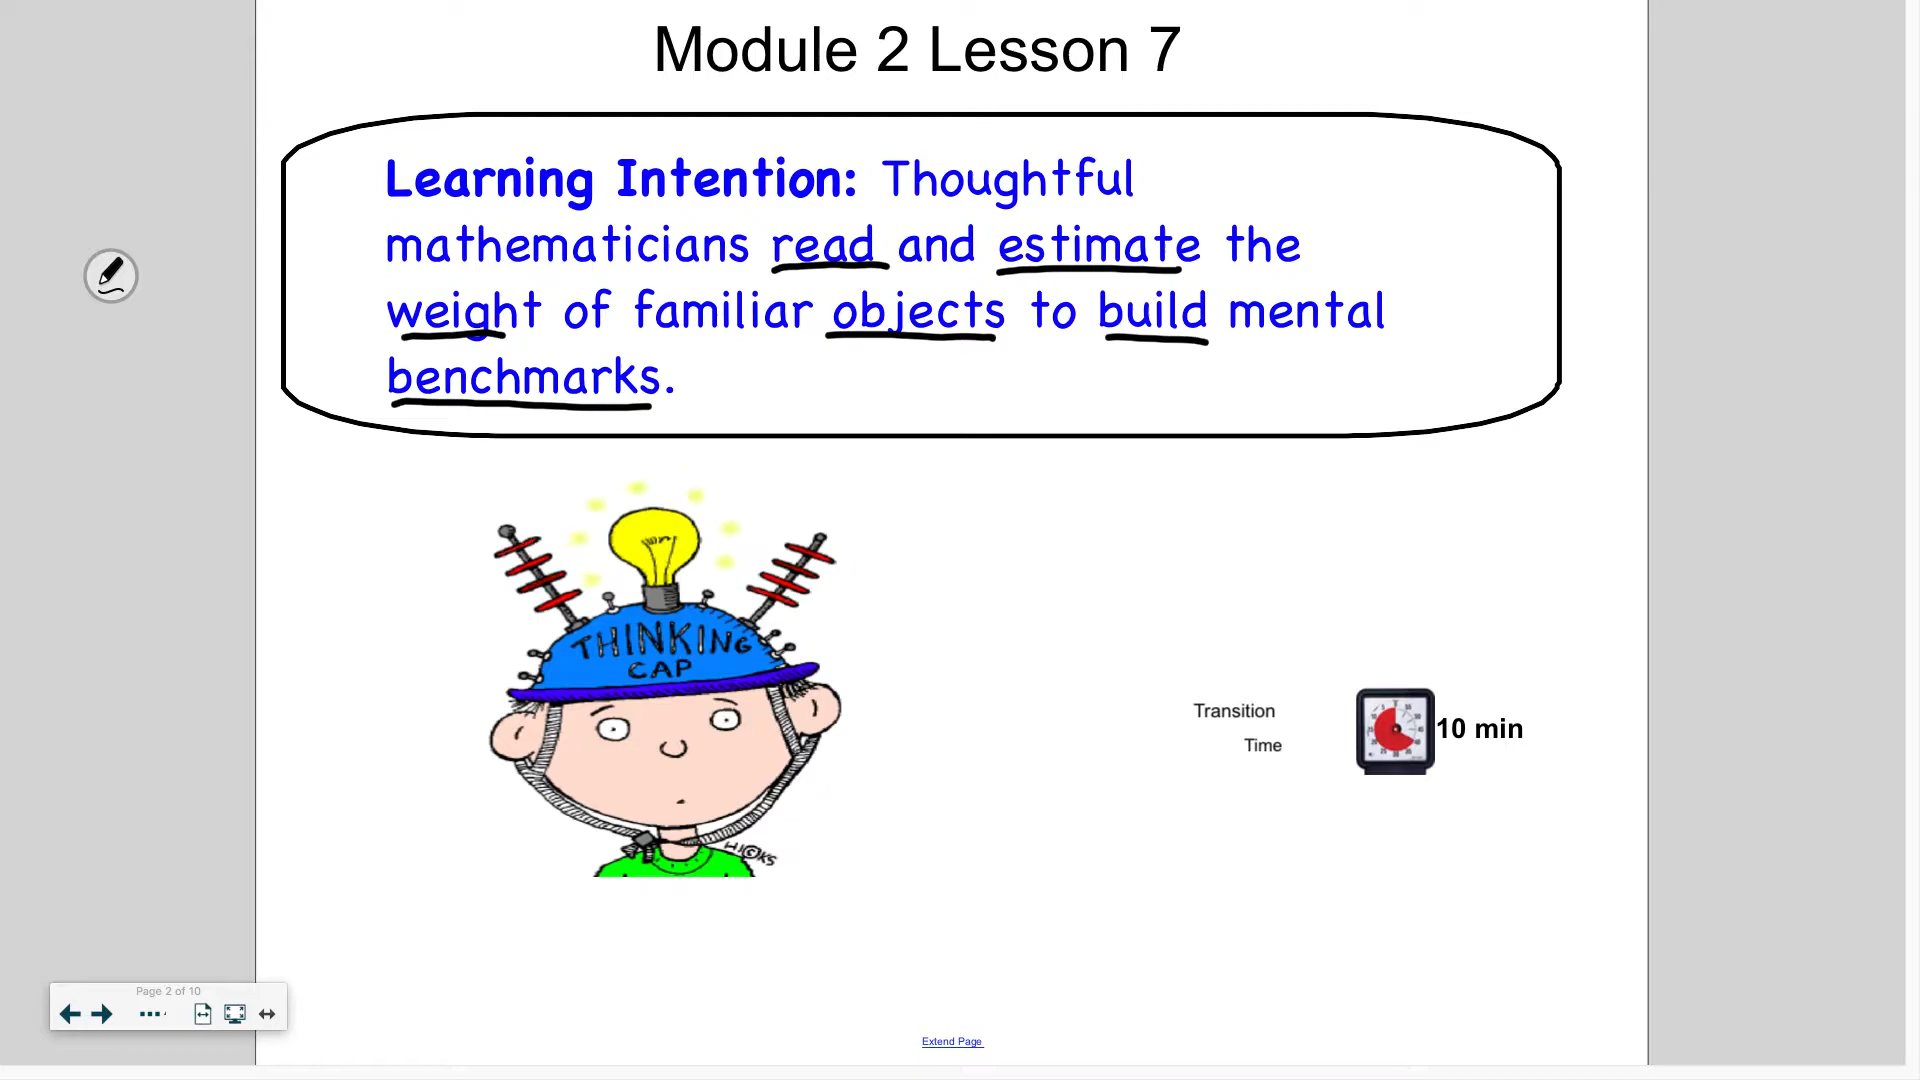 Module 2 Lesson 7
Learning Intention: Thoughtful
mathematicians read and estimate the
weight of familiar objects to build mental
benchmarks.
THINKING
CAP
HICKS
Transition
Time
10 min
Page 2 of 10
Extend Page